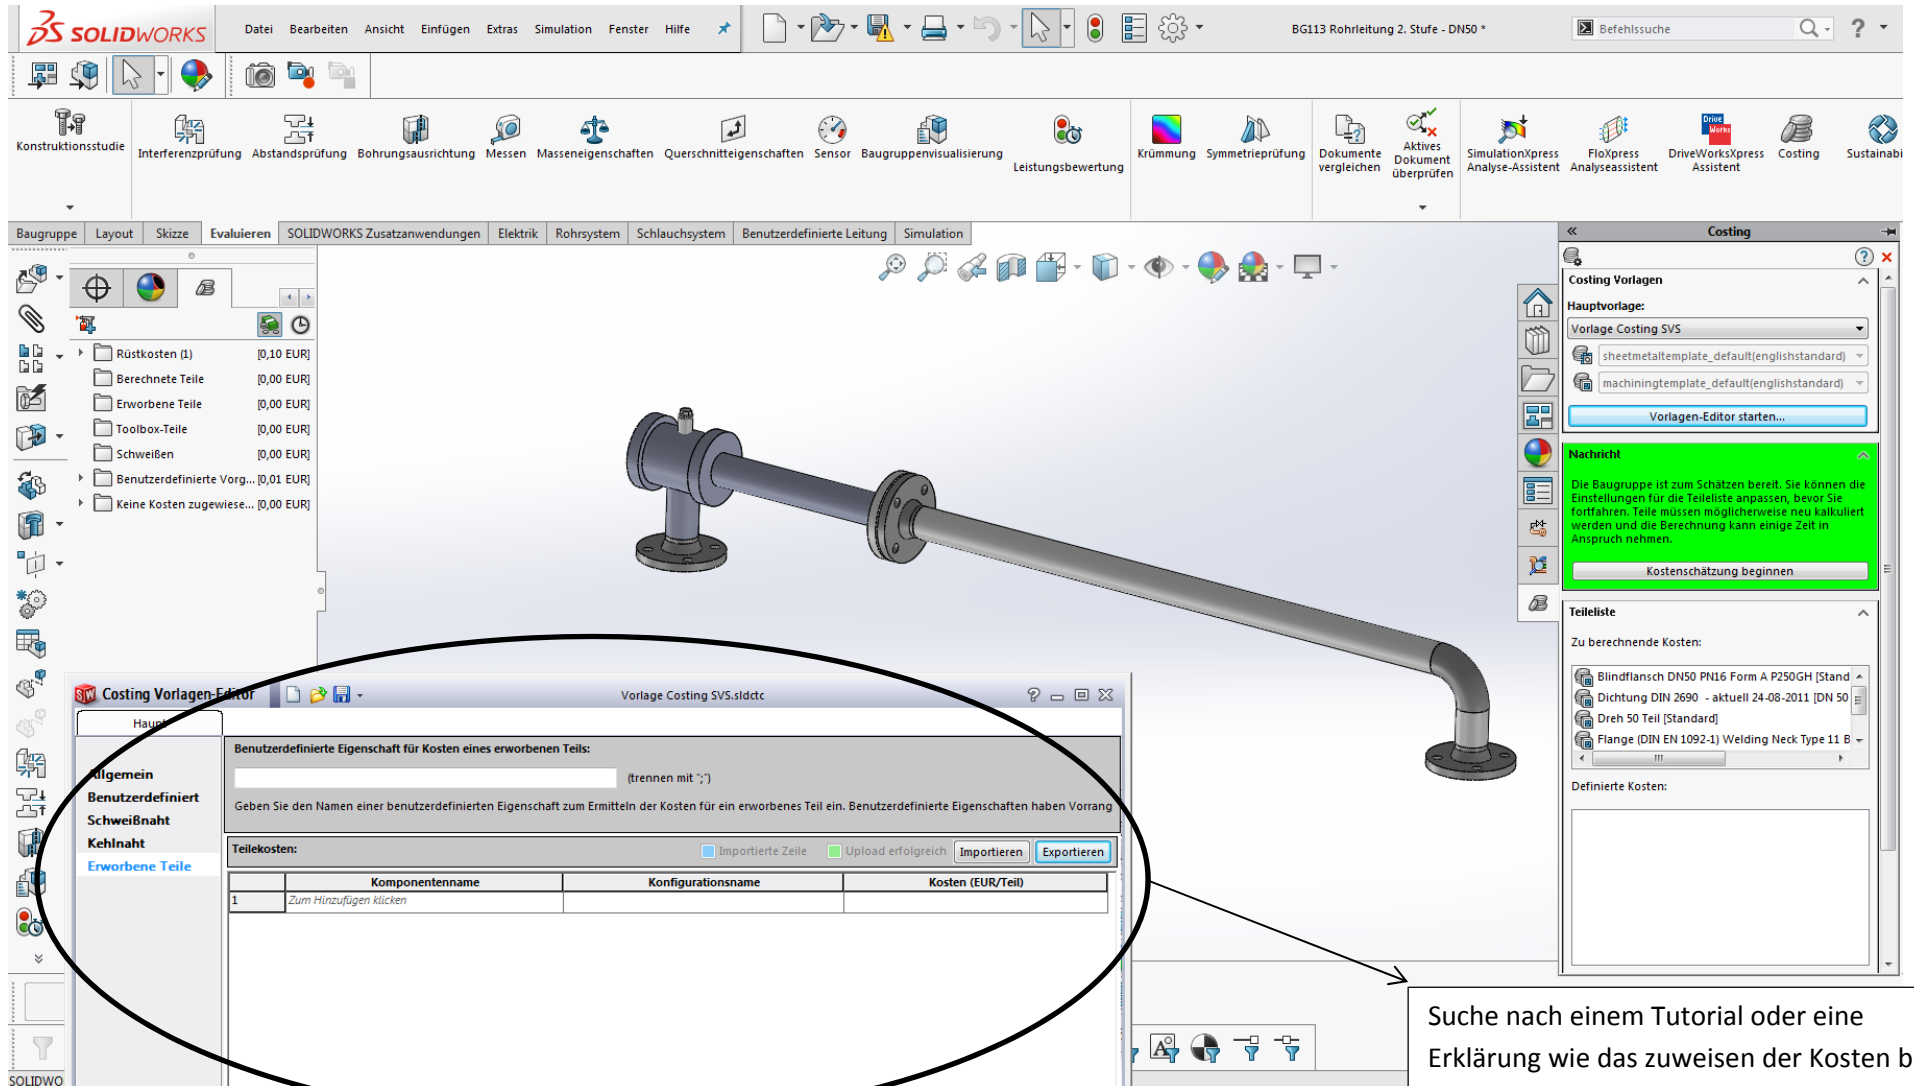 SOLIDWORKS
Datei Bearbeiten Ansicht Einfügen Extras Simulation Fenster Hilfe
BG113 Rohrleitung 2. Stufe - DN50 *
Befehlssuche
Konstruktionsstudie
Interferenzprüfung
Abstandsprüfung
Bohrungsausrichtung
Messen
Masseneigenschaften
Querschnitteigenschaften
Sensor
Baugruppenvisualisierung
Leistungsbewertung
Krümmung
Symmetrieprüfung
Dokumente
vergleichen
Aktives
Dokument
überprüfen
SimulationXpress
Analyse-Assistent
FloXpress
Analyseassistent
Drive
Works
DriveWorksXpress
Assistent
Costing
Sustainabi
Baugruppe Layout Skizze Evaluieren SOLIDWORKS Zusatzanwendungen Elektrik Rohrsystem Schlauchsystem Benutzerdefinierte Leitung Simulation
Rüstkosten (1) [0,10 EUR]
Berechnete Teile [0,00 EUR]
Erworbene Teile [0,00 EUR]
Toolbox-Teile [0,00 EUR]
Schweißen [0,00 EUR]
Benutzerdefinierte Vorg... [0,01 EUR]
Keine Kosten zugewiese... [0,00 EUR]
Costing
Costing Vorlagen
Hauptvorlage:
Vorlage Costing SVS
sheetmetaltemplate_default(englishstandard)
machiningtemplate_default(englishstandard)
Vorlagen-Editor starten...
Nachricht
Die Baugruppe ist zum Schätzen bereit. Sie können die
Einstellungen für die Teileliste anpassen, bevor Sie
fortfahren. Teile müssen möglicherweise neu kalkuliert
werden und die Berechnung kann einige Zeit in
Anspruch nehmen.
Kostenschätzung beginnen
Teileliste
Zu berechnende Kosten:
Blindflansch DN50 PN16 Form A P250GH [Stand
Dichtung DIN 2690 - aktuell 24-08-2011 [DN 50
Dreh 50 Teil [Standard]
Flange (DIN EN 1092-1) Welding Neck Type 11 B
Definierte Kosten:
SW Costing Vorlagen-Editor
Vorlage Costing SVS.sldctc
Haupt
Allgemein
Benutzerdefiniert
Schweißnaht
Kehlnaht
Erworbene Teile
Benutzerdefinierte Eigenschaft für Kosten eines erworbenen Teils:
(trennen mit ";")
Geben Sie den Namen einer benutzerdefinierten Eigenschaft zum Ermitteln der Kosten für ein erworbenes Teil ein. Benutzerdefinierte Eigenschaften haben Vorrang
Teilekosten:
Importierte Zeile Upload erfolgreich Importieren Exportieren
Komponentenname Konfigurationsname Kosten (EUR/Teil)
1 Zum Hinzufügen klicken
Suche nach einem Tutorial oder eine
Erklärung wie das zuweisen der Kosten b
SOLIDWO